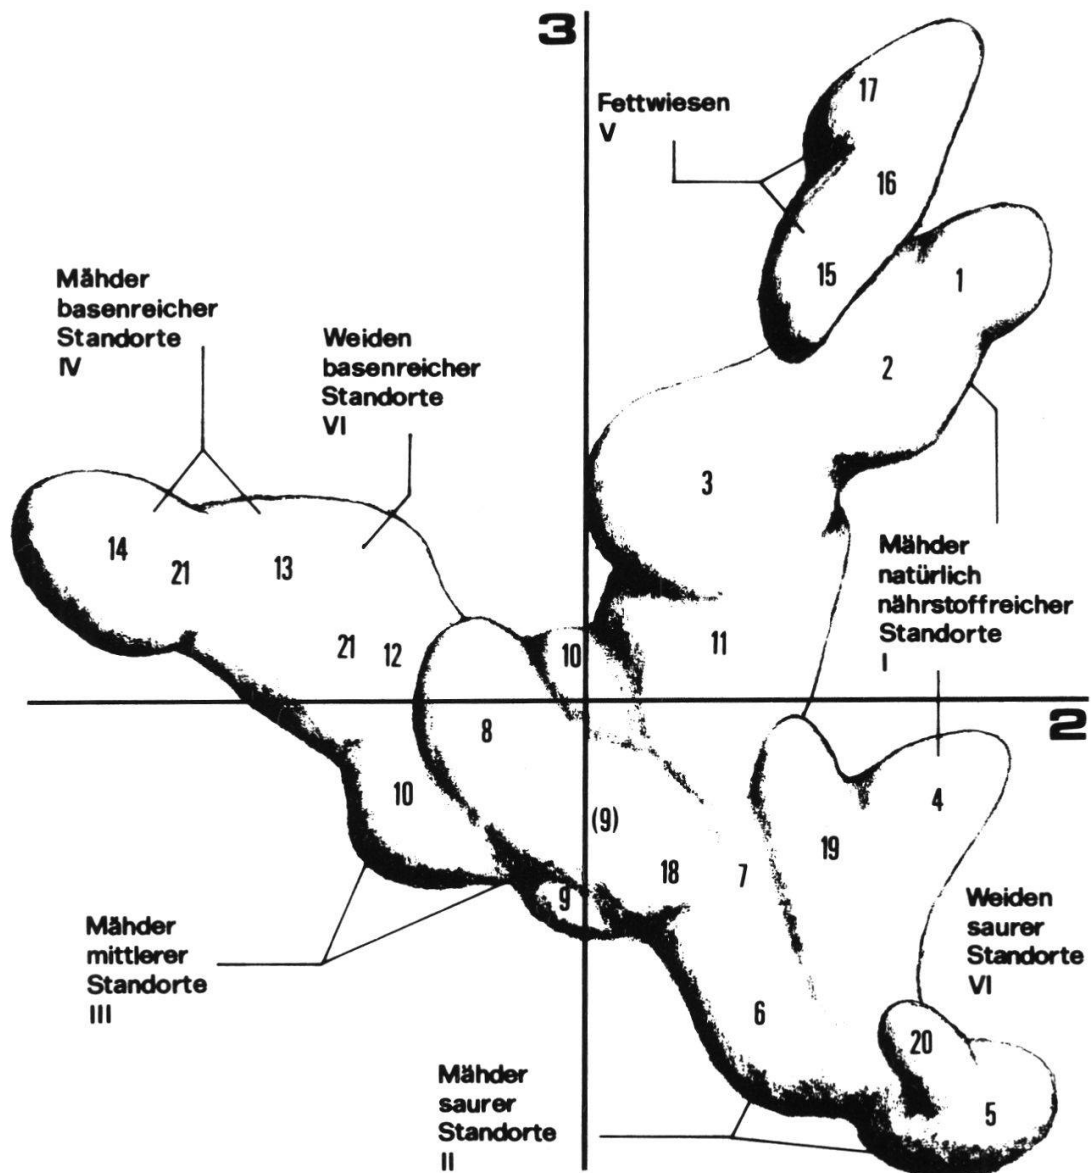 3
17
Fettwiesen
V
16
15
1
Mähder
basenreicher
Standorte
IV
Weiden
basenreicher
Standorte
VI
2
3
14
21
13
Mähder
natürlich
nährstoffreicher
Standorte
I
21
12
10
11
2
8
10
(9)
4
19
18
7
9
Mähder
mittlerer
Standorte
III
Weiden
saurer
Standorte
VI
6
20
5
Mähder
saurer
Standorte
II